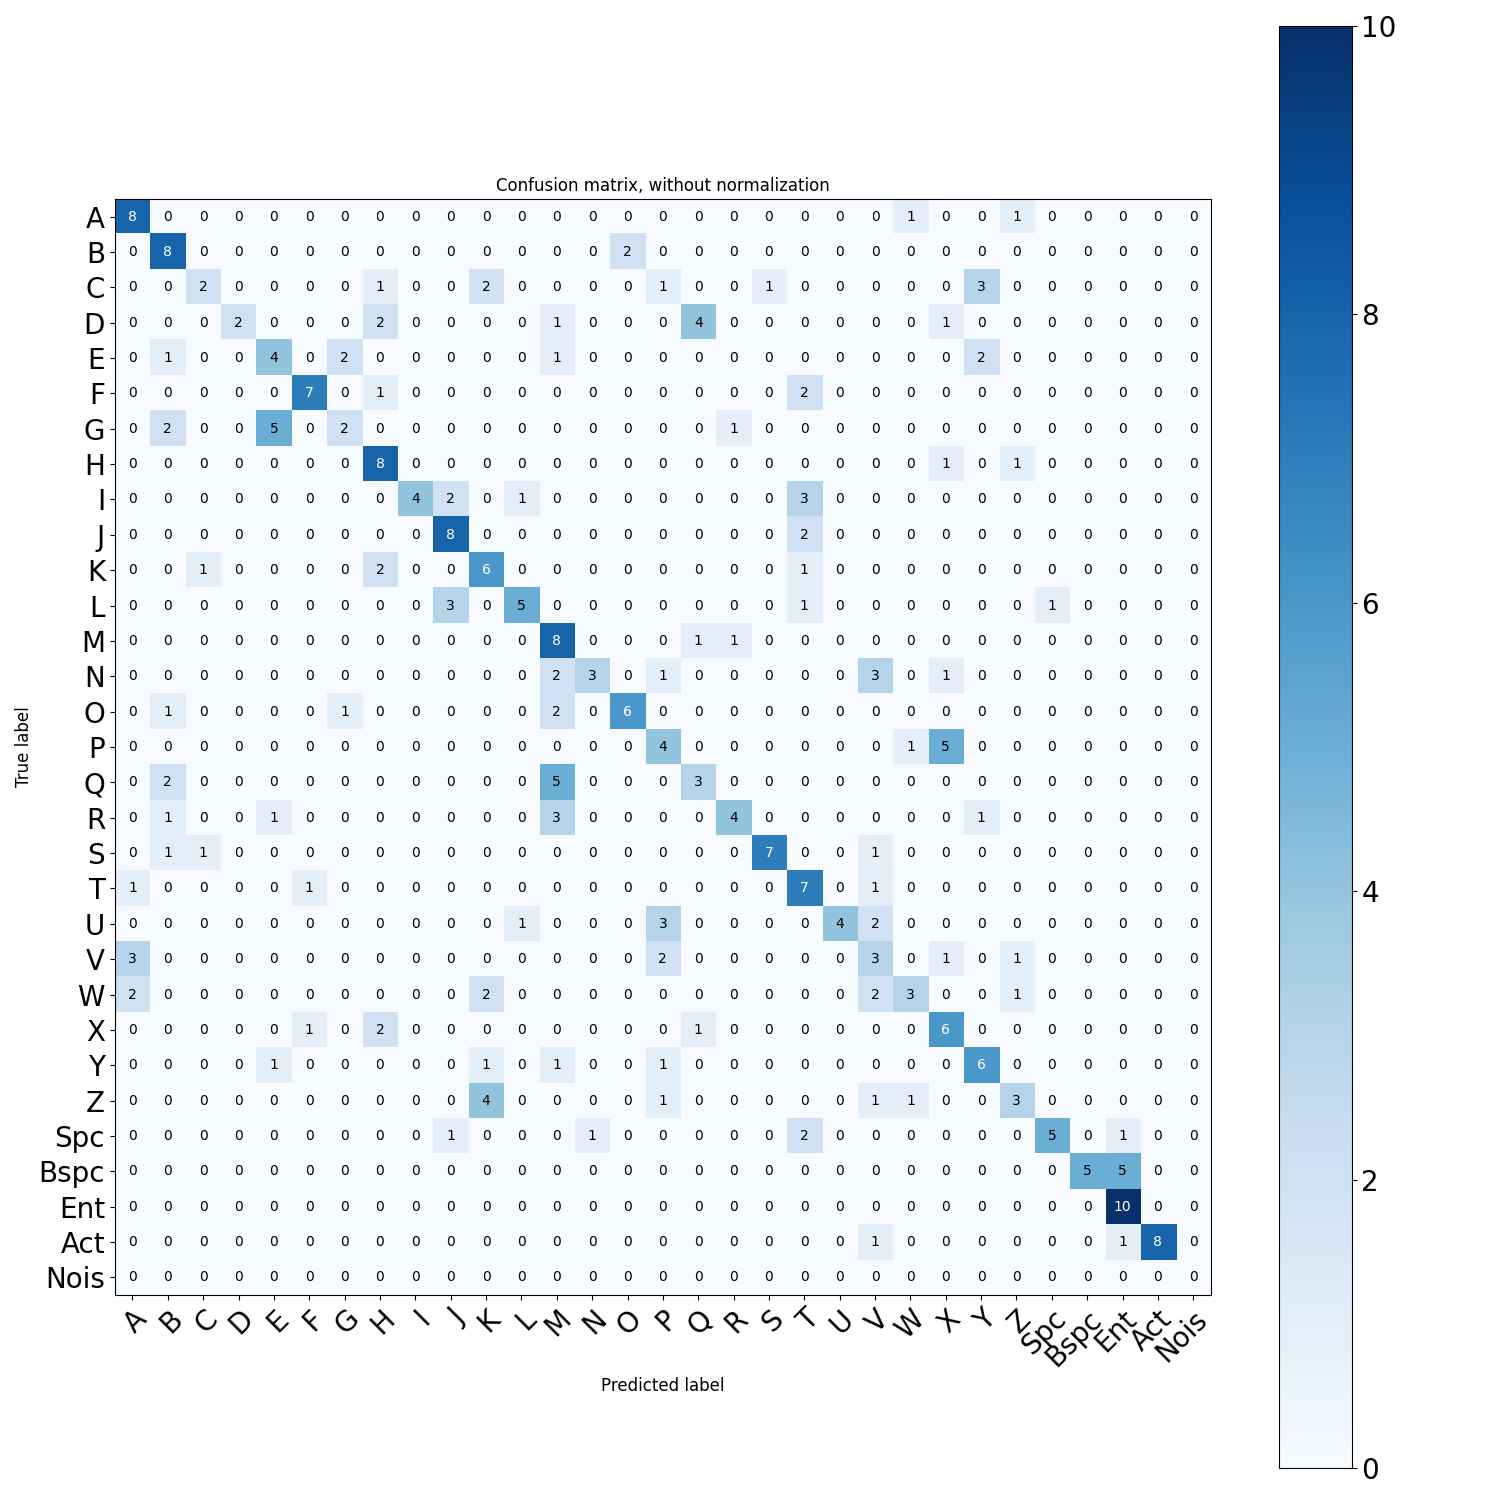 Confusion matrix, without normalization
A 8 0 0 0 0 0 0 0 0 0 0 0 0 0 0 0 0 0 0 0 0 0 1 0 0 1 0 0 0 0 0
B 0 8 0 0 0 0 0 0 0 0 0 0 0 0 2 0 0 0 0 0 0 0 0 0 0 0 0 0 0 0 0
C 0 0 2 0 0 0 0 1 0 0 2 0 0 0 0 1 0 0 1 0 0 0 0 0 3 0 0 0 0 0 0
D 0 0 0 2 0 0 0 2 0 0 0 0 1 0 0 0 4 0 0 0 0 0 0 1 0 0 0 0 0 0 0
E 0 1 0 0 4 0 2 0 0 0 0 0 1 0 0 0 0 0 0 0 0 0 0 0 2 0 0 0 0 0 0
F 0 0 0 0 0 7 0 1 0 0 0 0 0 0 0 0 0 0 0 2 0 0 0 0 0 0 0 0 0 0 0
G 0 2 0 0 5 0 2 0 0 0 0 0 0 0 0 0 0 1 0 0 0 0 0 0 0 0 0 0 0 0 0
H 0 0 0 0 0 0 0 8 0 0 0 0 0 0 0 0 0 0 0 0 0 0 0 1 0 1 0 0 0 0 0
I 0 0 0 0 0 0 0 0 4 2 0 1 0 0 0 0 0 0 0 3 0 0 0 0 0 0 0 0 0 0 0
J 0 0 0 0 0 0 0 0 0 8 0 0 0 0 0 0 0 0 0 2 0 0 0 0 0 0 0 0 0 0 0
K 0 0 1 0 0 0 0 2 0 0 6 0 0 0 0 0 0 0 0 1 0 0 0 0 0 0 0 0 0 0 0
L 0 0 0 0 0 0 0 0 0 3 0 5 0 0 0 0 0 0 0 1 0 0 0 0 0 0 1 0 0 0 0
M 0 0 0 0 0 0 0 0 0 0 0 0 8 0 0 0 1 1 0 0 0 0 0 0 0 0 0 0 0 0 0
N 0 0 0 0 0 0 0 0 0 0 0 0 2 3 0 1 0 0 0 0 0 3 0 1 0 0 0 0 0 0 0
O 0 1 0 0 0 0 1 0 0 0 0 0 2 0 6 0 0 0 0 0 0 0 0 0 0 0 0 0 0 0 0
P 0 0 0 0 0 0 0 0 0 0 0 0 0 0 0 4 0 0 0 0 0 0 1 5 0 0 0 0 0 0 0
Q 0 2 0 0 0 0 0 0 0 0 0 0 5 0 0 0 3 0 0 0 0 0 0 0 0 0 0 0 0 0 0
R 0 1 0 0 1 0 0 0 0 0 0 0 3 0 0 0 0 4 0 0 0 0 0 0 1 0 0 0 0 0 0
S 0 1 1 0 0 0 0 0 0 0 0 0 0 0 0 0 0 0 7 0 0 1 0 0 0 0 0 0 0 0 0
T 1 0 0 0 0 1 0 0 0 0 0 0 0 0 0 0 0 0 0 7 0 1 0 0 0 0 0 0 0 0 0
U 0 0 0 0 0 0 0 0 0 0 0 1 0 0 0 3 0 0 0 0 4 2 0 0 0 0 0 0 0 0 0
V 3 0 0 0 0 0 0 0 0 0 0 0 0 0 0 2 0 0 0 0 0 3 0 1 0 1 0 0 0 0 0
W 2 0 0 0 0 0 0 0 0 0 2 0 0 0 0 0 0 0 0 0 0 2 3 0 0 1 0 0 0 0 0
X 0 0 0 0 0 1 0 2 0 0 0 0 0 0 0 0 1 0 0 0 0 0 0 6 0 0 0 0 0 0 0
Y 0 0 0 0 1 0 0 0 0 0 1 0 1 0 0 1 0 0 0 0 0 0 0 0 6 0 0 0 0 0 0
Z 0 0 0 0 0 0 0 0 0 0 4 0 0 0 0 1 0 0 0 0 0 1 1 0 0 3 0 0 0 0 0
Spc 0 0 0 0 0 0 0 0 0 1 0 0 0 1 0 0 0 0 0 2 0 0 0 0 0 0 5 0 1 0 0
Bspc 0 0 0 0 0 0 0 0 0 0 0 0 0 0 0 0 0 0 0 0 0 0 0 0 0 0 0 5 5 0 0
Ent 0 0 0 0 0 0 0 0 0 0 0 0 0 0 0 0 0 0 0 0 0 0 0 0 0 0 0 0 10 0 0
Act 0 0 0 0 0 0 0 0 0 0 0 0 0 0 0 0 0 0 0 0 0 1 0 0 0 0 0 0 1 8 0
Nois 0 0 0 0 0 0 0 0 0 0 0 0 0 0 0 0 0 0 0 0 0 0 0 0 0 0 0 0 0 0 0
A B C D E F G H I J K L M N O P Q R S T U V W X Y Z Spc Bspc Ent Act Nois
Predicted label
True label
10
8
6
4
2
0